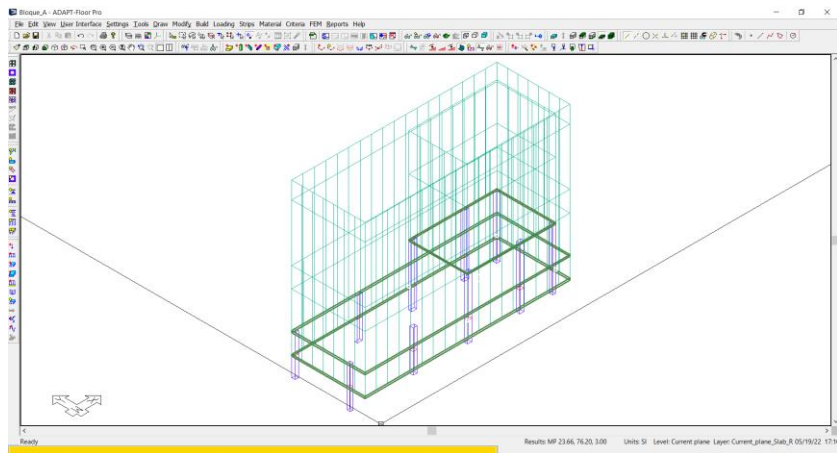 Bloque_A - ADAPT-Floor Pro
File Edit View User Interface Settings Tools Draw Modify Build Loading Strips Material Criteria FEM Reports Help
Ready Results: MP 23.66, 76.20, 3.00 Units: SI Level: Current plane Layer: Current_plane_Slab_R 05/19/22